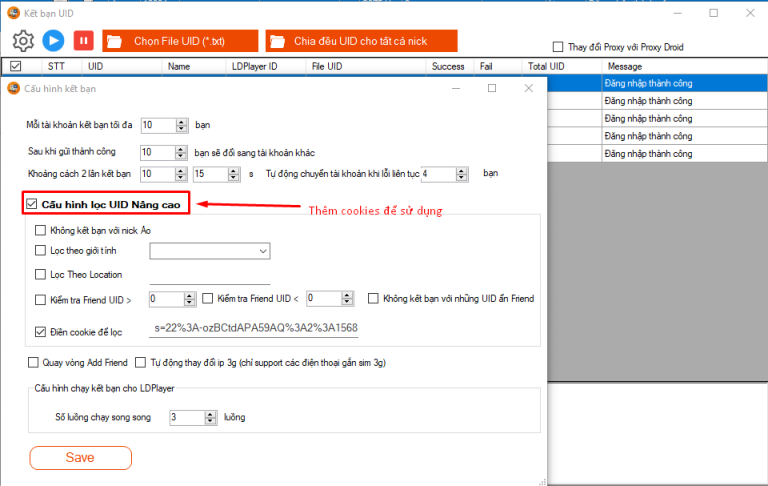 Kết bạn UID
Chọn File UID (*.txt)
Chia đều UID cho tất cả nick
Thay đổi Proxy với Proxy Droid
STT UID Name LDPlayer ID File UID Success Fail Total UID Message
Đăng nhập thành công
Đăng nhập thành công
Đăng nhập thành công
Đăng nhập thành công
Đăng nhập thành công
Cấu hình kết bạn
Mỗi tài khoản kết bạn tối đa 10 bạn
Sau khi gửi thành công 10 bạn sẽ đổi sang tài khoản khác
Khoảng cách 2 lần kết bạn 10 15 s Tự động chuyển tài khoản khi lỗi liên tục 4 bạn
Cấu hình lọc UID Nâng cao
Thêm cookies để sử dụng
Không kết bạn với nick Ảo
Lọc theo giới tính
Lọc Theo Location
Kiểm tra Friend UID > 0 Kiểm tra Friend UID < 0 Không kết bạn với những UID ẩn Friend
Điền cookie để lọc s=22%3A-ozBCtdAPA59AQ%3A2%3A1568
Quay vòng Add Friend Tự động thay đổi ip 3g (chỉ support các điện thoại gắn sim 3g)
Cấu hình chạy kết bạn cho LDPlayer
Số luồng chạy song song 3 luồng
Save